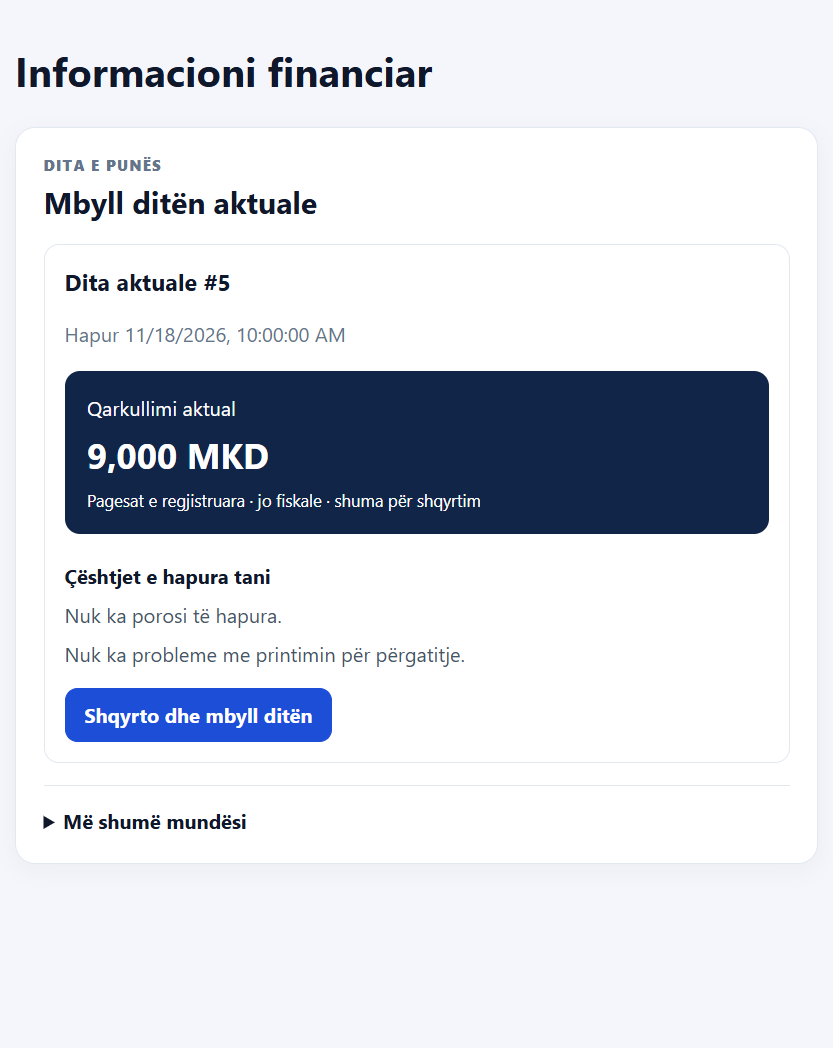 Informacioni financiar
DITA E PUNËS
Mbyll ditën aktuale
Dita aktuale #5
Hapur 11/18/2026, 10:00:00 AM
Qarkullimi aktual
9,000 MKD
Pagesat e regjistruara · jo fiskale · shuma për shqyrtim
Çështjet e hapura tani
Nuk ka porosi të hapura.
Nuk ka probleme me printimin për përgatitje.
Shqyrto dhe mbyll ditën
Më shumë mundësi